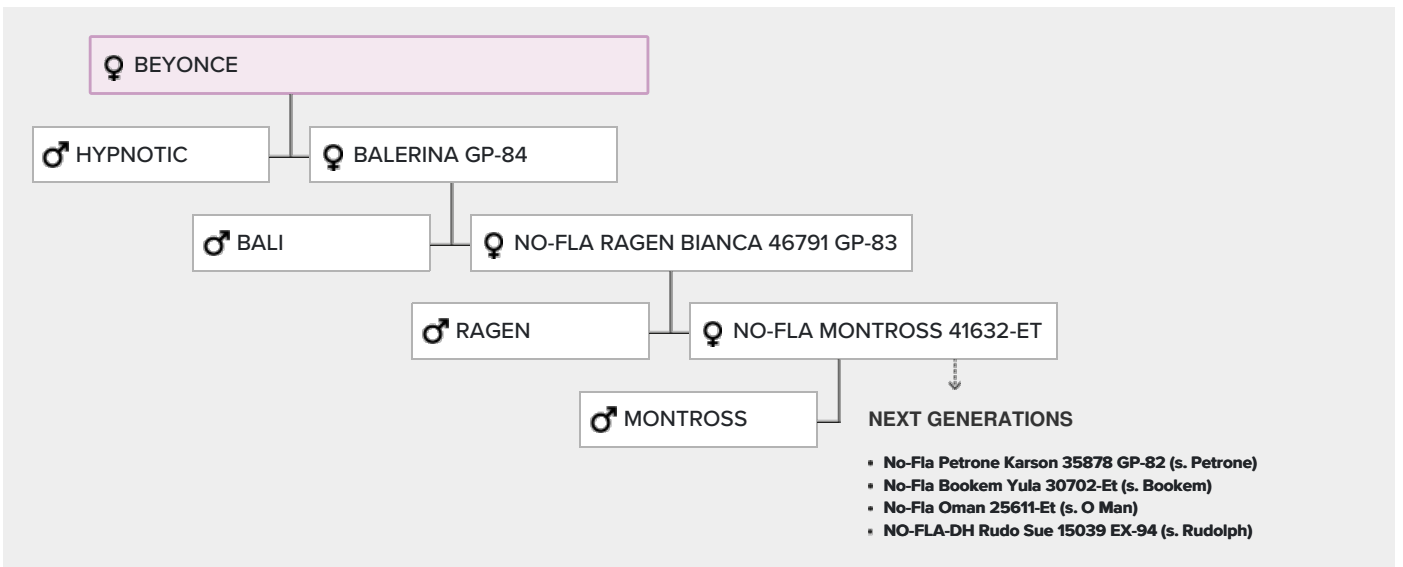 BEYONCE
HYPNOTIC
BALERINA GP-84
BALI
NO-FLA RAGEN BIANCA 46791 GP-83
RAGEN
NO-FLA MONTROSS 41632-ET
MONTROSS
NEXT GENERATIONS
No-Fla Petrone Karson 35878 GP-82 (s. Petrone)
No-Fla Bookem Yula 30702-Et (s. Bookem)
No-Fla Oman 25611-Et (s. O Man)
NO-FLA-DH Rudo Sue 15039 EX-94 (s. Rudolph)